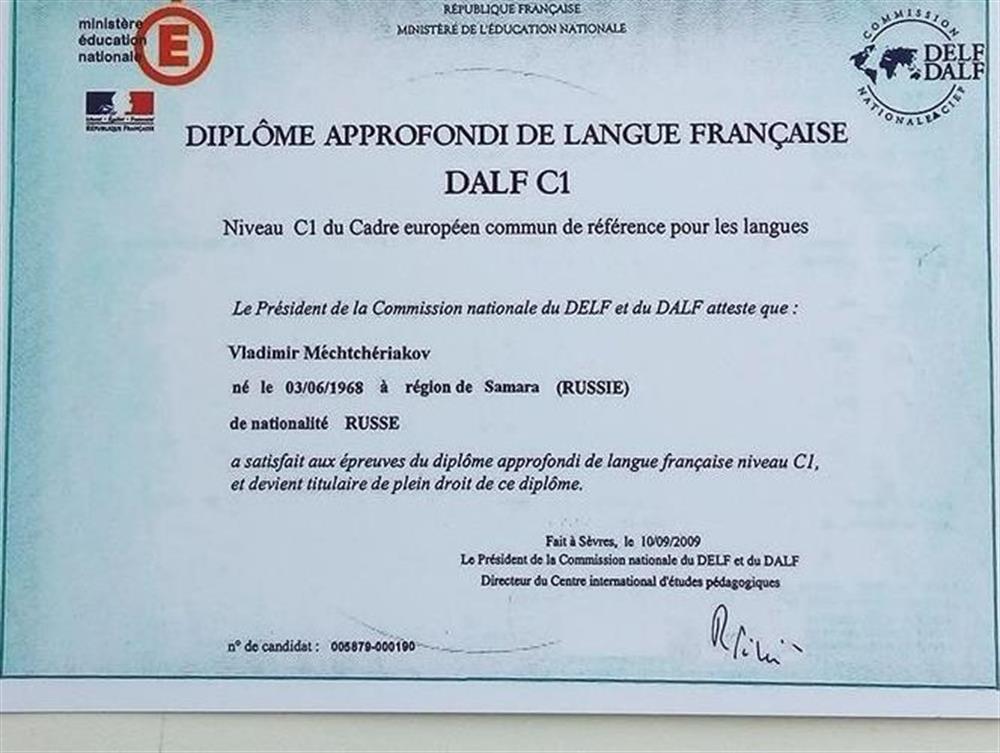 RÉPUBLIQUE FRANÇAISE
MINISTÈRE DE L'ÉDUCATION NATIONALE
ministère
éducation
nationale
E
RÉPUBLIQUE FRANÇAISE
COMMISSION
DELF
DALF
NATIONALE & CIEP
DIPLÔME APPROFONDI DE LANGUE FRANÇAISE
DALF C1
Niveau C1 du Cadre européen commun de référence pour les langues
Le Président de la Commission nationale du DELF et du DALF atteste que :
Vladimir Méchtchériakov
né le 03/06/1968 à région de Samara (RUSSIE)
de nationalité RUSSE
a satisfait aux épreuves du diplôme approfondi de langue française niveau C1,
et devient titulaire de plein droit de ce diplôme.
Fait à Sèvres, le 10/09/2009
Le Président de la Commission nationale du DELF et du DALF
Directeur du Centre international d'études pédagogiques
n° de candidat : 005879-000190